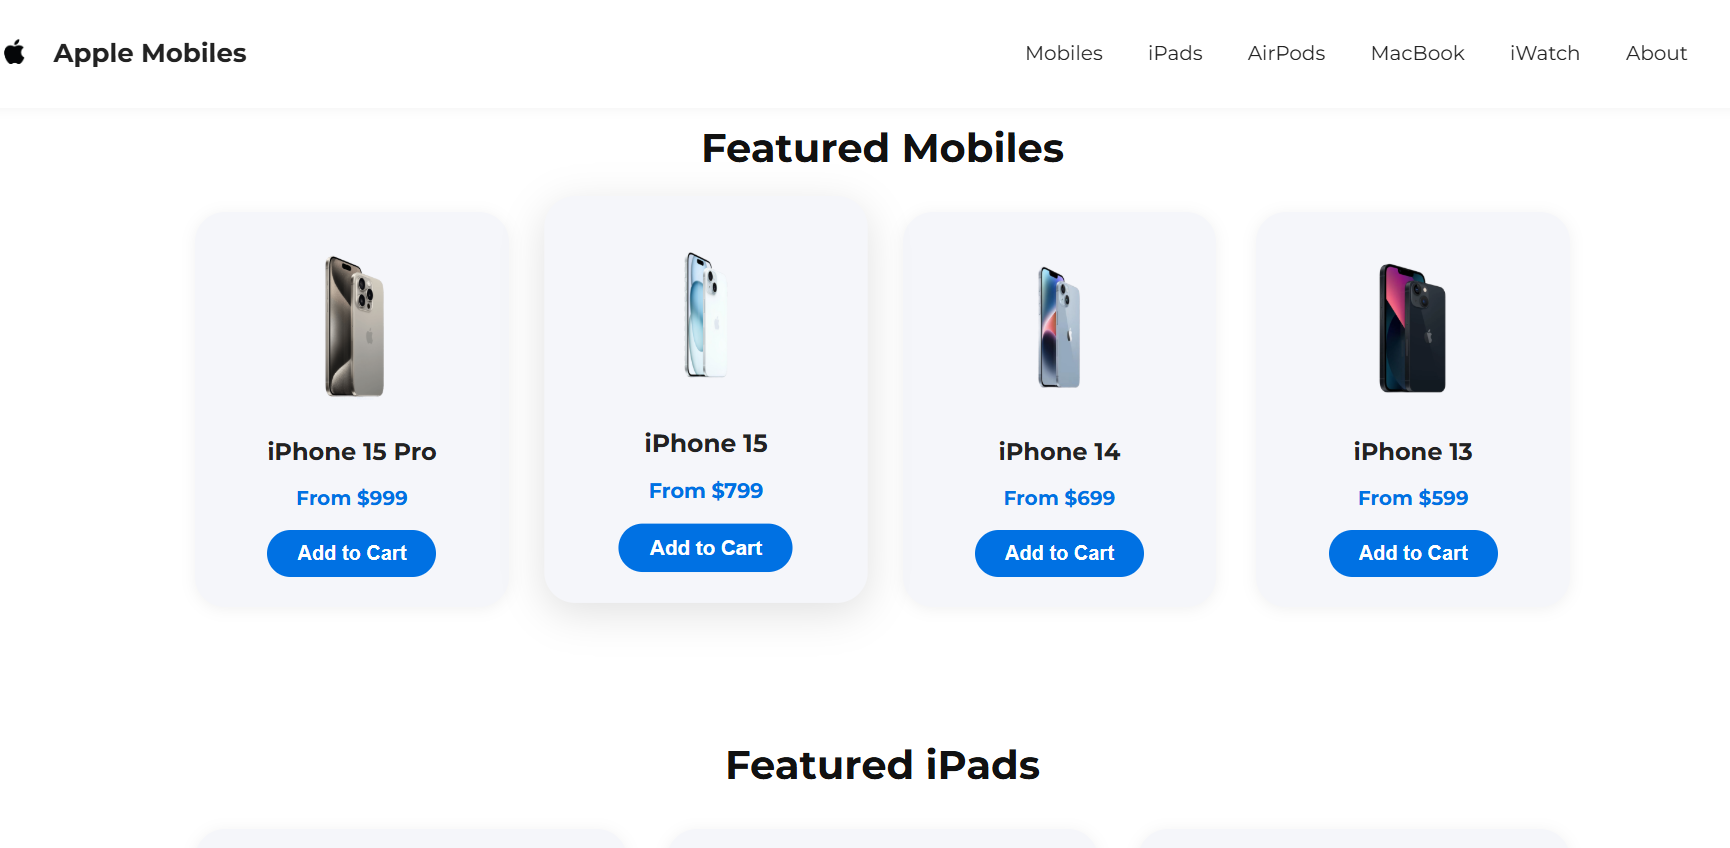 Apple Mobiles
Mobiles iPads AirPods MacBook iWatch About
Featured Mobiles
iPhone 15 Pro
From $999
Add to Cart
iPhone 15
From $799
Add to Cart
iPhone 14
From $699
Add to Cart
iPhone 13
From $599
Add to Cart
Featured iPads